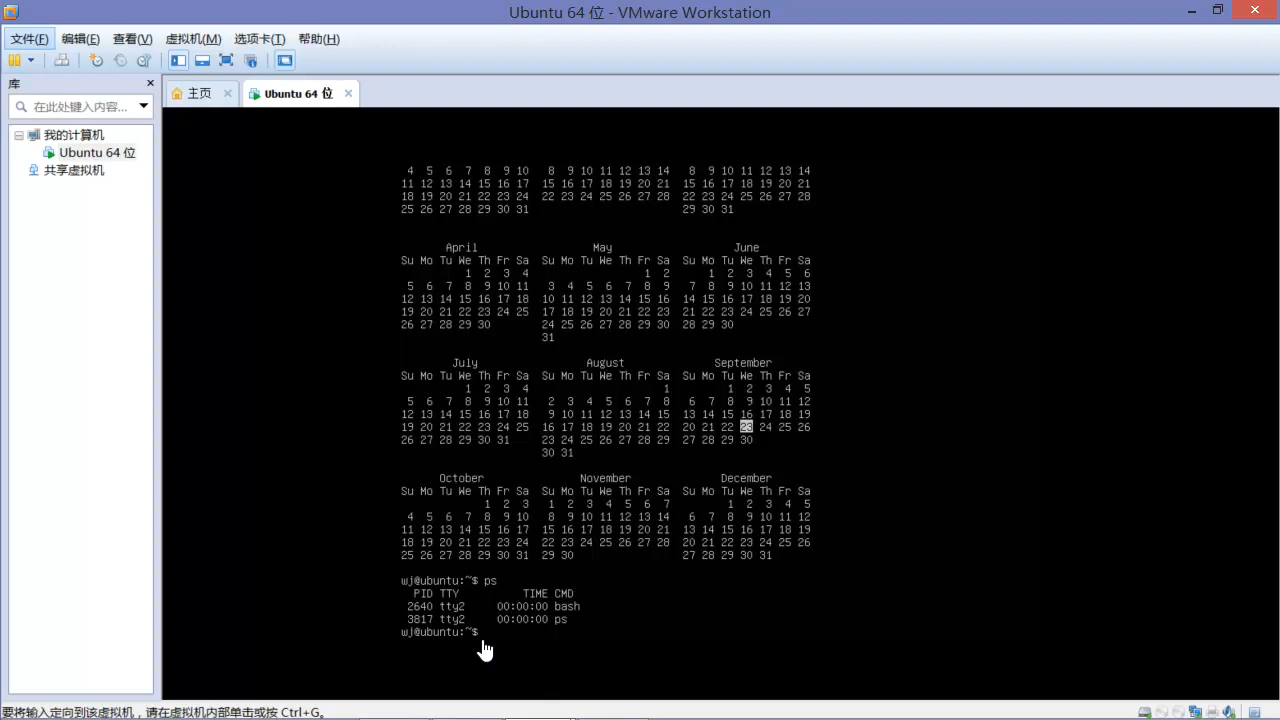 Ubuntu 64 位 - VMware Workstation
文件(F) 编辑(E) 查看(V) 虚拟机(M) 选项卡(T) 帮助(H)
库
主页
Ubuntu 64 位
在此处键入内容...
我的计算机
Ubuntu 64 位
共享虚拟机
4 5 6 7 8 9 10 8 9 10 11 12 13 14 8 9 10 11 12 13 14
11 12 13 14 15 16 17 15 16 17 18 19 20 21 15 16 17 18 19 20 21
18 19 20 21 22 23 24 22 23 24 25 26 27 28 22 23 24 25 26 27 28
25 26 27 28 29 30 31 29 30 31
April May June
Su Mo Tu We Th Fr Sa Su Mo Tu We Th Fr Sa Su Mo Tu We Th Fr Sa
1 2 3 4 1 2 1 2 3 4 5 6
5 6 7 8 9 10 11 3 4 5 6 7 8 9 7 8 9 10 11 12 13
12 13 14 15 16 17 18 10 11 12 13 14 15 16 14 15 16 17 18 19 20
19 20 21 22 23 24 25 17 18 19 20 21 22 23 21 22 23 24 25 26 27
26 27 28 29 30 24 25 26 27 28 29 30 28 29 30
31
July August September
Su Mo Tu We Th Fr Sa Su Mo Tu We Th Fr Sa Su Mo Tu We Th Fr Sa
1 2 3 4 1 1 2 3 4 5
5 6 7 8 9 10 11 2 3 4 5 6 7 8 6 7 8 9 10 11 12
12 13 14 15 16 17 18 9 10 11 12 13 14 15 13 14 15 16 17 18 19
19 20 21 22 23 24 25 16 17 18 19 20 21 22 20 21 22 23 24 25 26
26 27 28 29 30 31 23 24 25 26 27 28 29 27 28 29 30
30 31
October November December
Su Mo Tu We Th Fr Sa Su Mo Tu We Th Fr Sa Su Mo Tu We Th Fr Sa
1 2 3 1 2 3 4 5 6 7 1 2 3 4 5
4 5 6 7 8 9 10 8 9 10 11 12 13 14 6 7 8 9 10 11 12
11 12 13 14 15 16 17 15 16 17 18 19 20 21 13 14 15 16 17 18 19
18 19 20 21 22 23 24 22 23 24 25 26 27 28 20 21 22 23 24 25 26
25 26 27 28 29 30 31 29 30 27 28 29 30 31
wj@ubuntu:~$ ps
PID TTY TIME CMD
2640 tty2 00:00:00 bash
3817 tty2 00:00:00 ps
wj@ubuntu:~$
要将输入定向到该虚拟机，请在虚拟机内部单击或按 Ctrl+G。